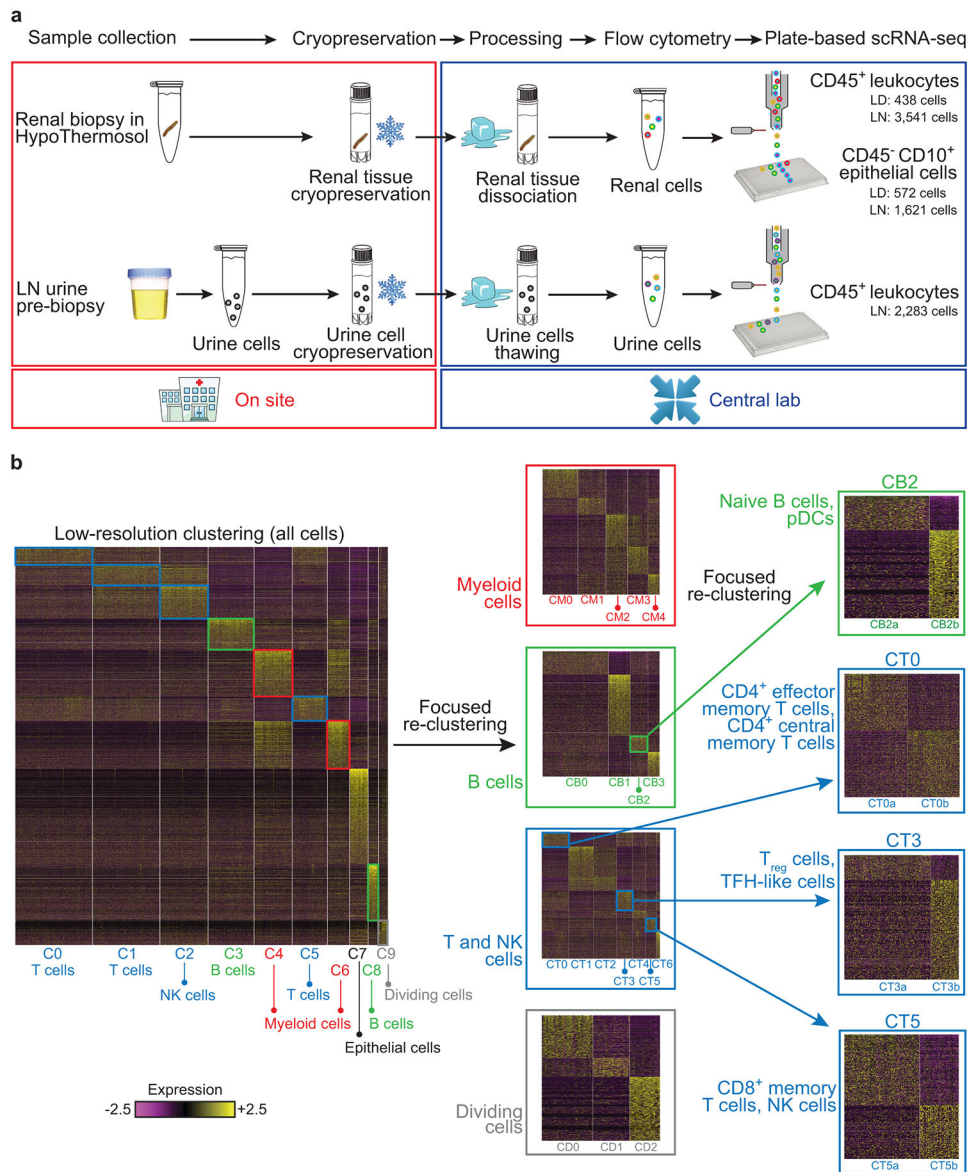 a
Sample collection
Cryopreservation
Processing
Flow cytometry
Plate-based scRNA-seq
Renal biopsy in
HypoThermosol
Renal tissue
cryopreservation
Renal tissue
dissociation
Renal cells
CD45+ leukocytes
LD: 438 cells
LN: 3,541 cells
CD45- CD10+
epithelial cells
LD: 572 cells
LN: 1,621 cells
LN urine
pre-biopsy
Urine cells
Urine cell
cryopreservation
Urine cells
thawing
Urine cells
CD45+ leukocytes
LN: 2,283 cells
On site
Central lab
b
Low-resolution clustering (all cells)
C0
T cells
C1
T cells
C2
NK cells
C3
B cells
C4
Myeloid cells
C5
T cells
C6
C7
Epithelial cells
C8
B cells
C9
Dividing cells
Expression
-2.5
+2.5
Focused
re-clustering
Myeloid
cells
CM0
CM1
CM2
CM3
CM4
B cells
CB0
CB1
CB2
CB3
T and NK
cells
CT0
CT1
CT2
CT3
CT4
CT5
CT6
Dividing
cells
CD0
CD1
CD2
Focused
re-clustering
CB2
Naive B cells,
pDCs
CB2a
CB2b
CT0
CD4+ effector
memory T cells,
CD4+ central
memory T cells
CT0a
CT0b
CT3
Treg cells,
TFH-like cells
CT3a
CT3b
CT5
CD8+ memory
T cells, NK cells
CT5a
CT5b